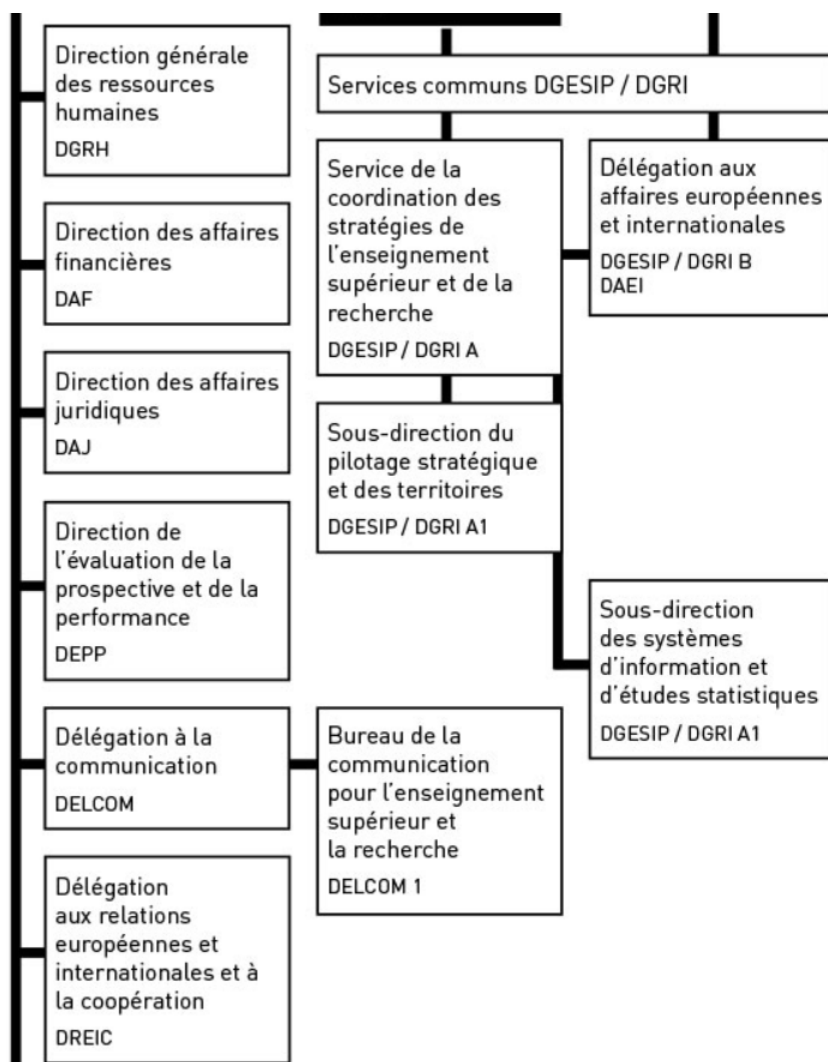 Direction générale
des ressources
humaines
DGRH
Direction des affaires
financières
DAF
Direction des affaires
juridiques
DAJ
Direction de
l'évaluation de la
prospective et de la
performance
DEPP
Délégation à la
communication
DELCOM
Délégation
aux relations
européennes et
internationales et à
la coopération
DREIC
Services communs DGESIP / DGRI
Service de la
coordination des
stratégies de
l'enseignement
supérieur et de la
recherche
DGESIP / DGRI A
Sous-direction du
pilotage stratégique
et des territoires
DGESIP / DGRI A1
Bureau de la
communication
pour l'enseignement
supérieur et
la recherche
DELCOM 1
Délégation aux
affaires européennes
et internationales
DGESIP / DGRI B
DAEI
Sous-direction
des systèmes
d'information et
d'études statistiques
DGESIP / DGRI A1